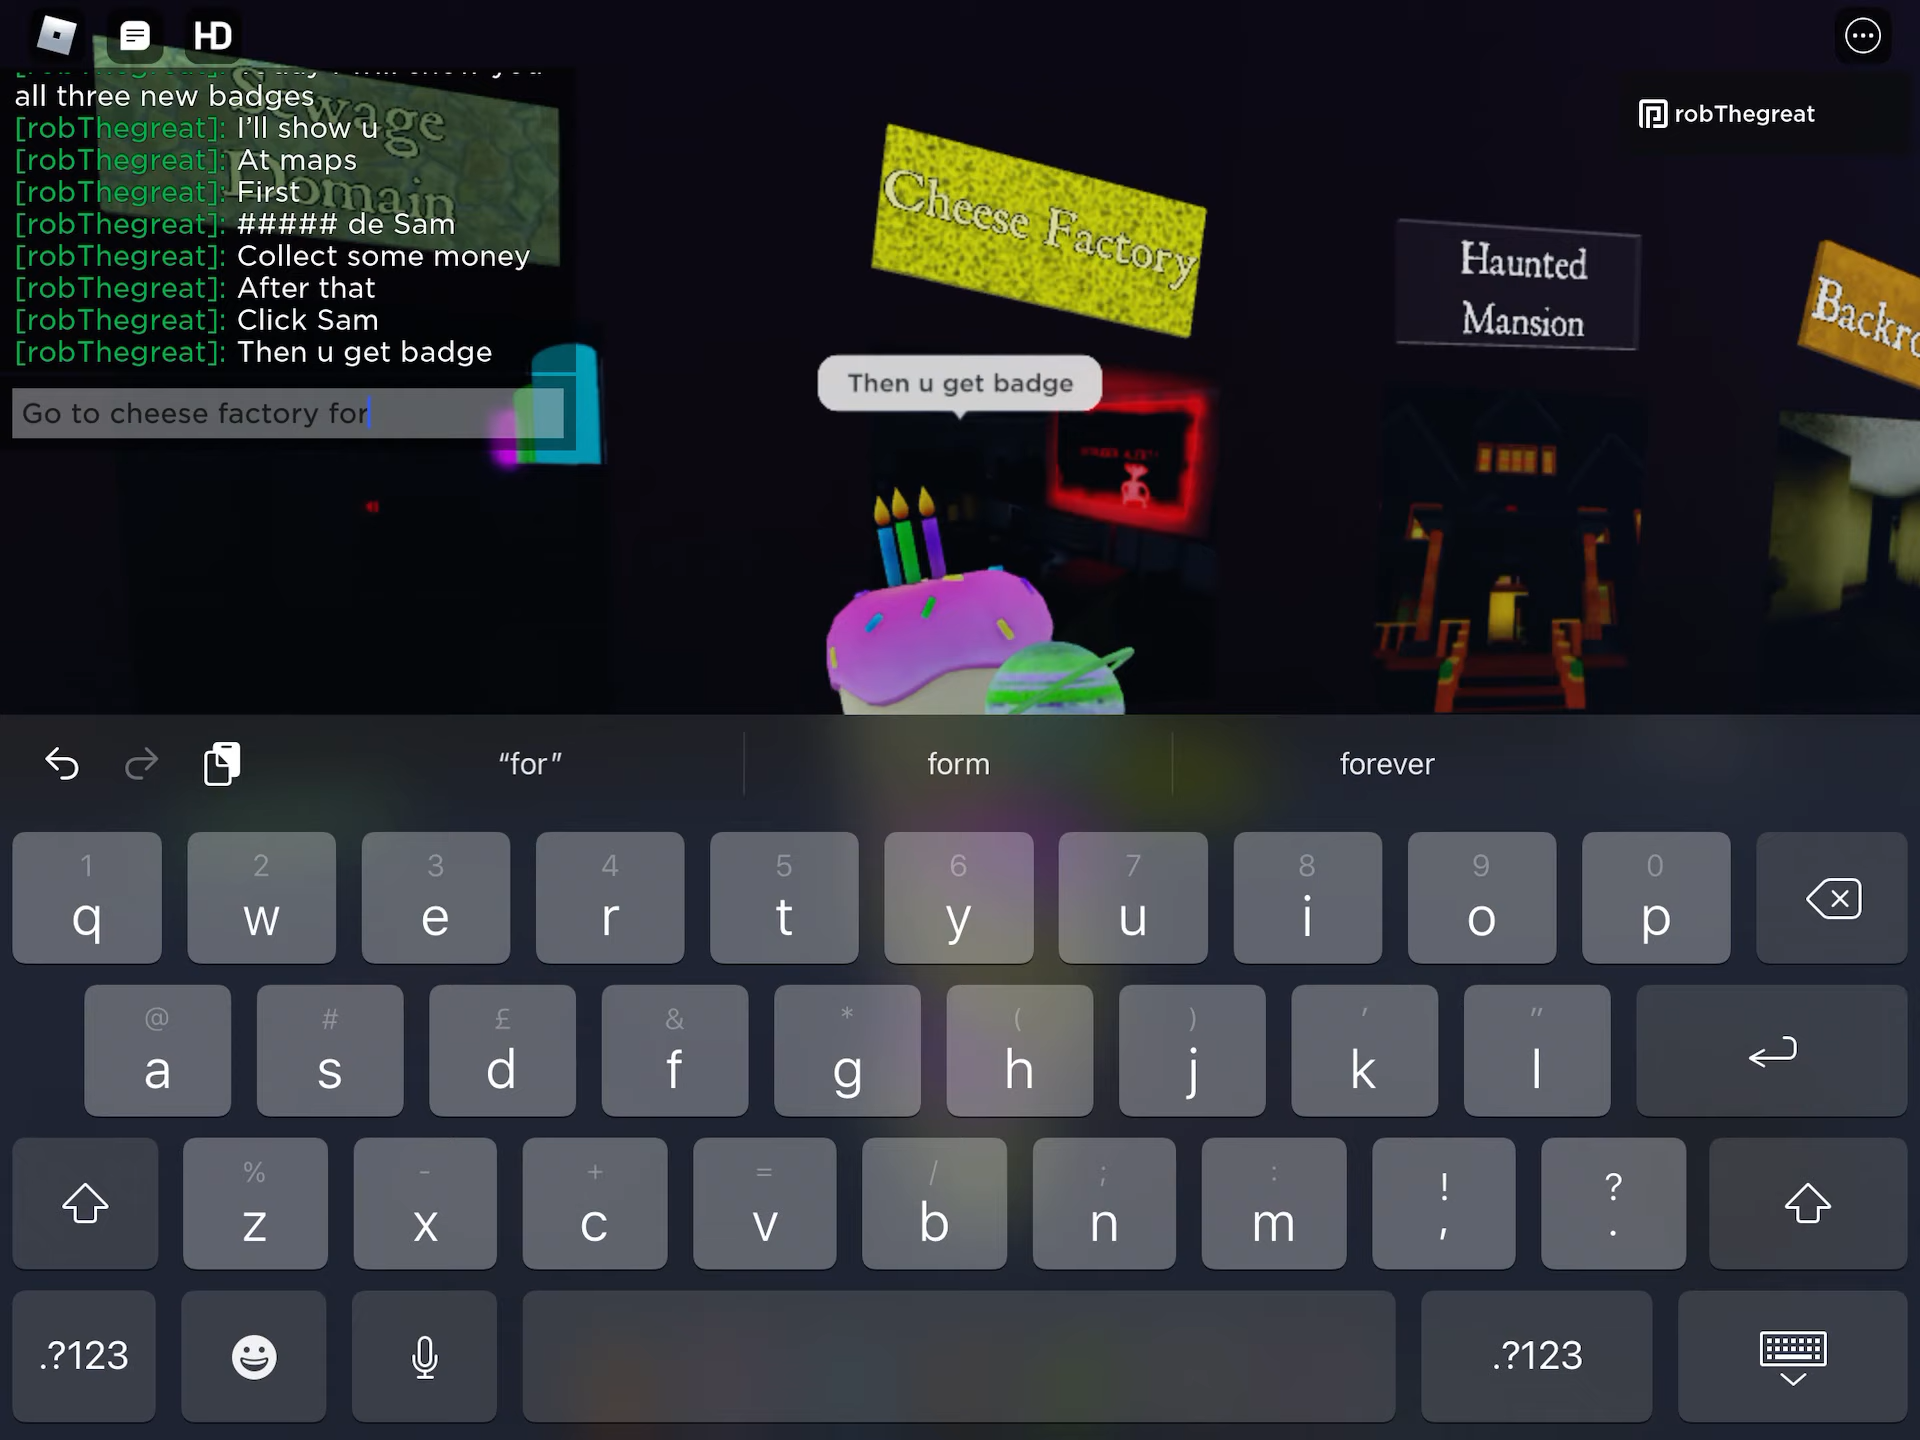 HD
all three new badges
[robThegreat]: I'll show u
[robThegreat]: At maps
[robThegreat]: First
[robThegreat]: ##### de Sam
[robThegreat]: Collect some money
[robThegreat]: After that
[robThegreat]: Click Sam
[robThegreat]: Then u get badge
Go to cheese factory for
Sewage
Domain
Cheese Factory
Haunted
Mansion
Backro
robThegreat
Then u get badge
“for”
form
forever
1 2 3 4 5 6 7 8 9 0
q w e r t y u i o p
@ # £ & * ( ) ' "
a s d f g h j k l
% - + = / ; : ! ?
z x c v b n m , .
.?123
.?123